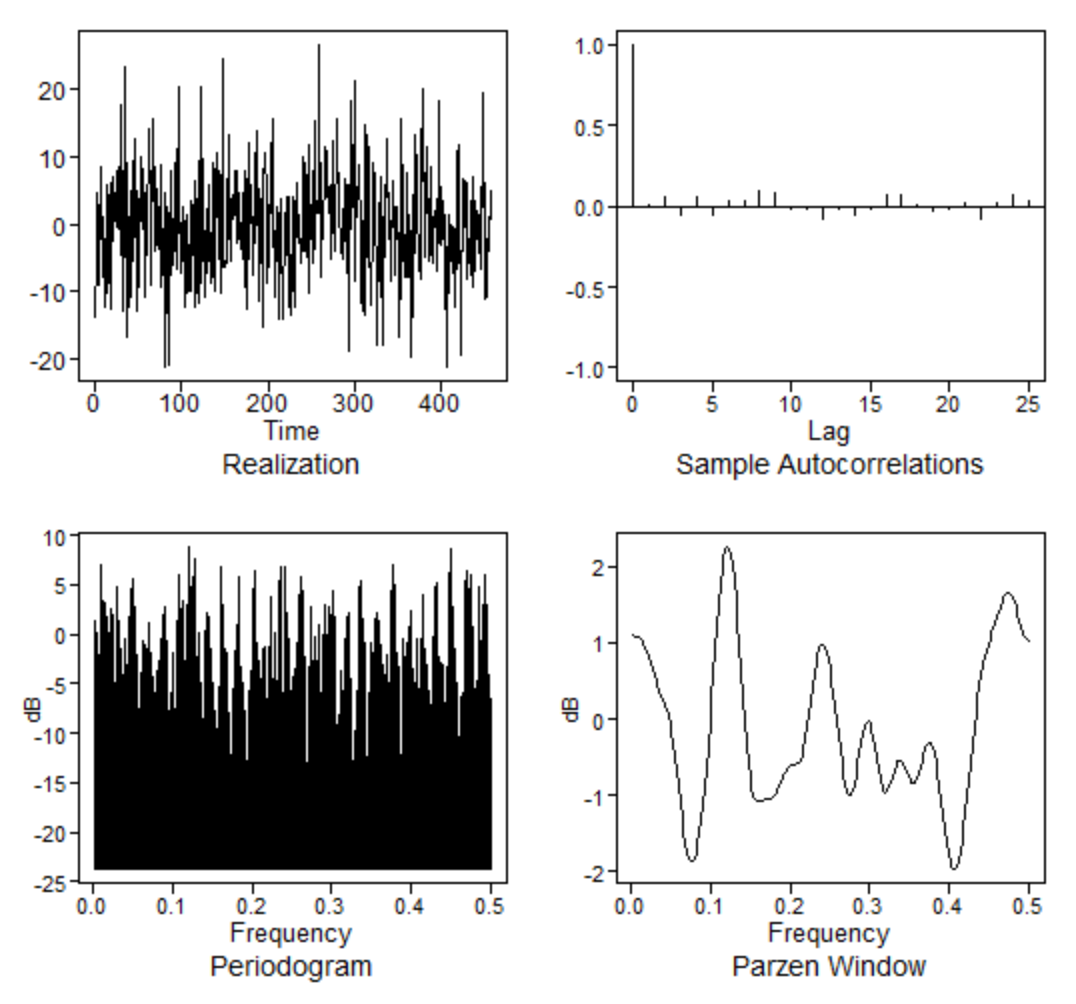 20
10
0
-10
-20
0 100 200 300 400
Time
Realization
1.0
0.5
0.0
-0.5
-1.0
0 5 10 15 20 25
Lag
Sample Autocorrelations
10
5
0
-5
-10
-15
-20
-25
dB
0.0 0.1 0.2 0.3 0.4 0.5
Frequency
Periodogram
2
1
0
-1
-2
dB
0.0 0.1 0.2 0.3 0.4 0.5
Frequency
Parzen Window